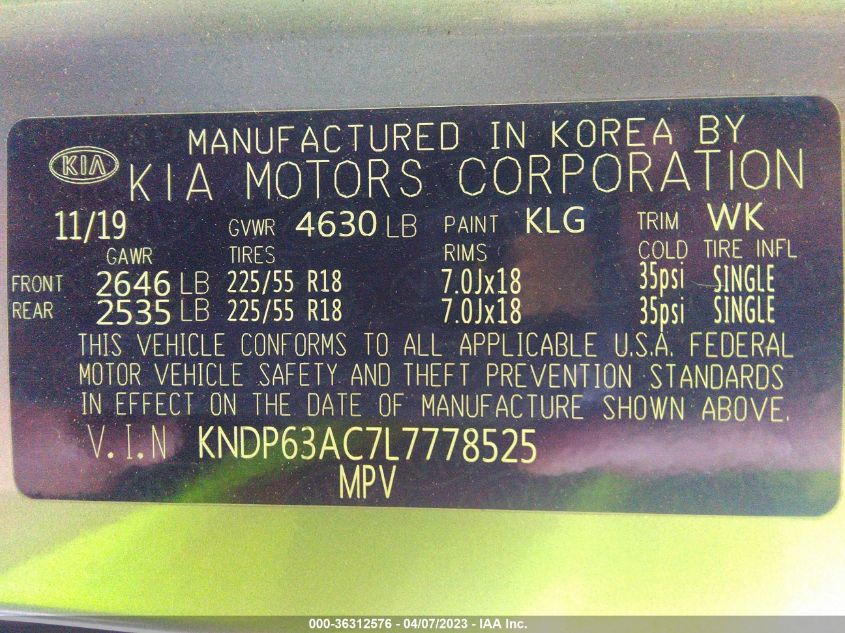 MANUFACTURED IN KOREA BY
KIA KIA MOTORS CORPORATION
11/19 GVWR 4630 LB PAINT KLG TRIM WK
GAWR TIRES RIMS COLD TIRE INFL
FRONT 2646 LB 225/55 R18 7.0Jx18 35psi SINGLE
REAR 2535 LB 225/55 R18 7.0Jx18 35psi SINGLE
THIS VEHICLE CONFORMS TO ALL APPLICABLE U.S.A. FEDERAL
MOTOR VEHICLE SAFETY AND THEFT PREVENTION STANDARDS
IN EFFECT ON THE DATE OF MANUFACTURE SHOWN ABOVE.
V.I.N KNDP63AC7L7778525
MPV
000-36312576 - 04/07/2023 - IAA Inc.